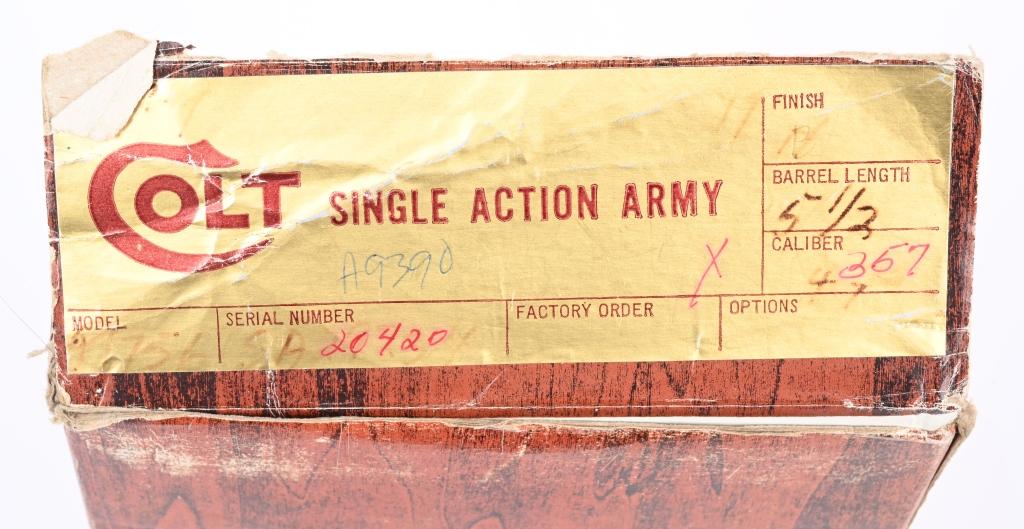 COLT SINGLE ACTION ARMY
A9390
X
FINISH
N
BARREL LENGTH
5 1/2
CALIBER
357
MODEL
SERIAL NUMBER
SA 20420
FACTORY ORDER
OPTIONS